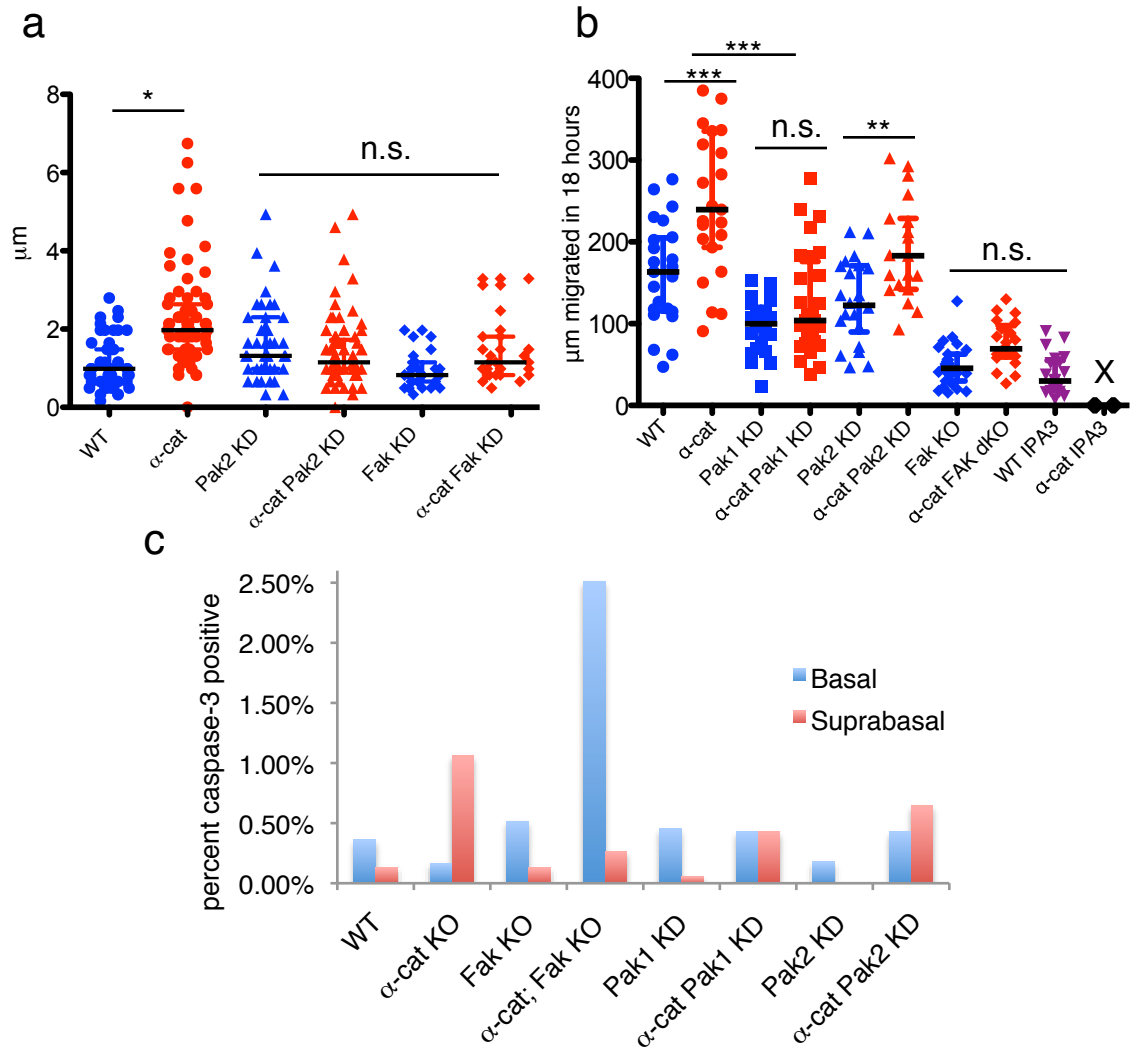 a
*
n.s.
8
6
4
2
0
µm
WT
α-cat
Pak2 KD
α-cat Pak2 KD
Fak KD
α-cat Fak KD
b
***
***
n.s.
**
n.s.
X
400
300
200
100
0
µm migrated in 18 hours
WT
α-cat
Pak1 KD
α-cat Pak1 KD
Pak2 KD
α-cat Pak2 KD
Fak KO
α-cat FAK dKO
WT IPA3
α-cat IPA3
c
2.50%
2.00%
1.50%
1.00%
0.50%
0.00%
percent caspase-3 positive
Basal
Suprabasal
WT
α-cat KO
Fak KO
α-cat; Fak KO
Pak1 KD
α-cat Pak1 KD
Pak2 KD
α-cat Pak2 KD